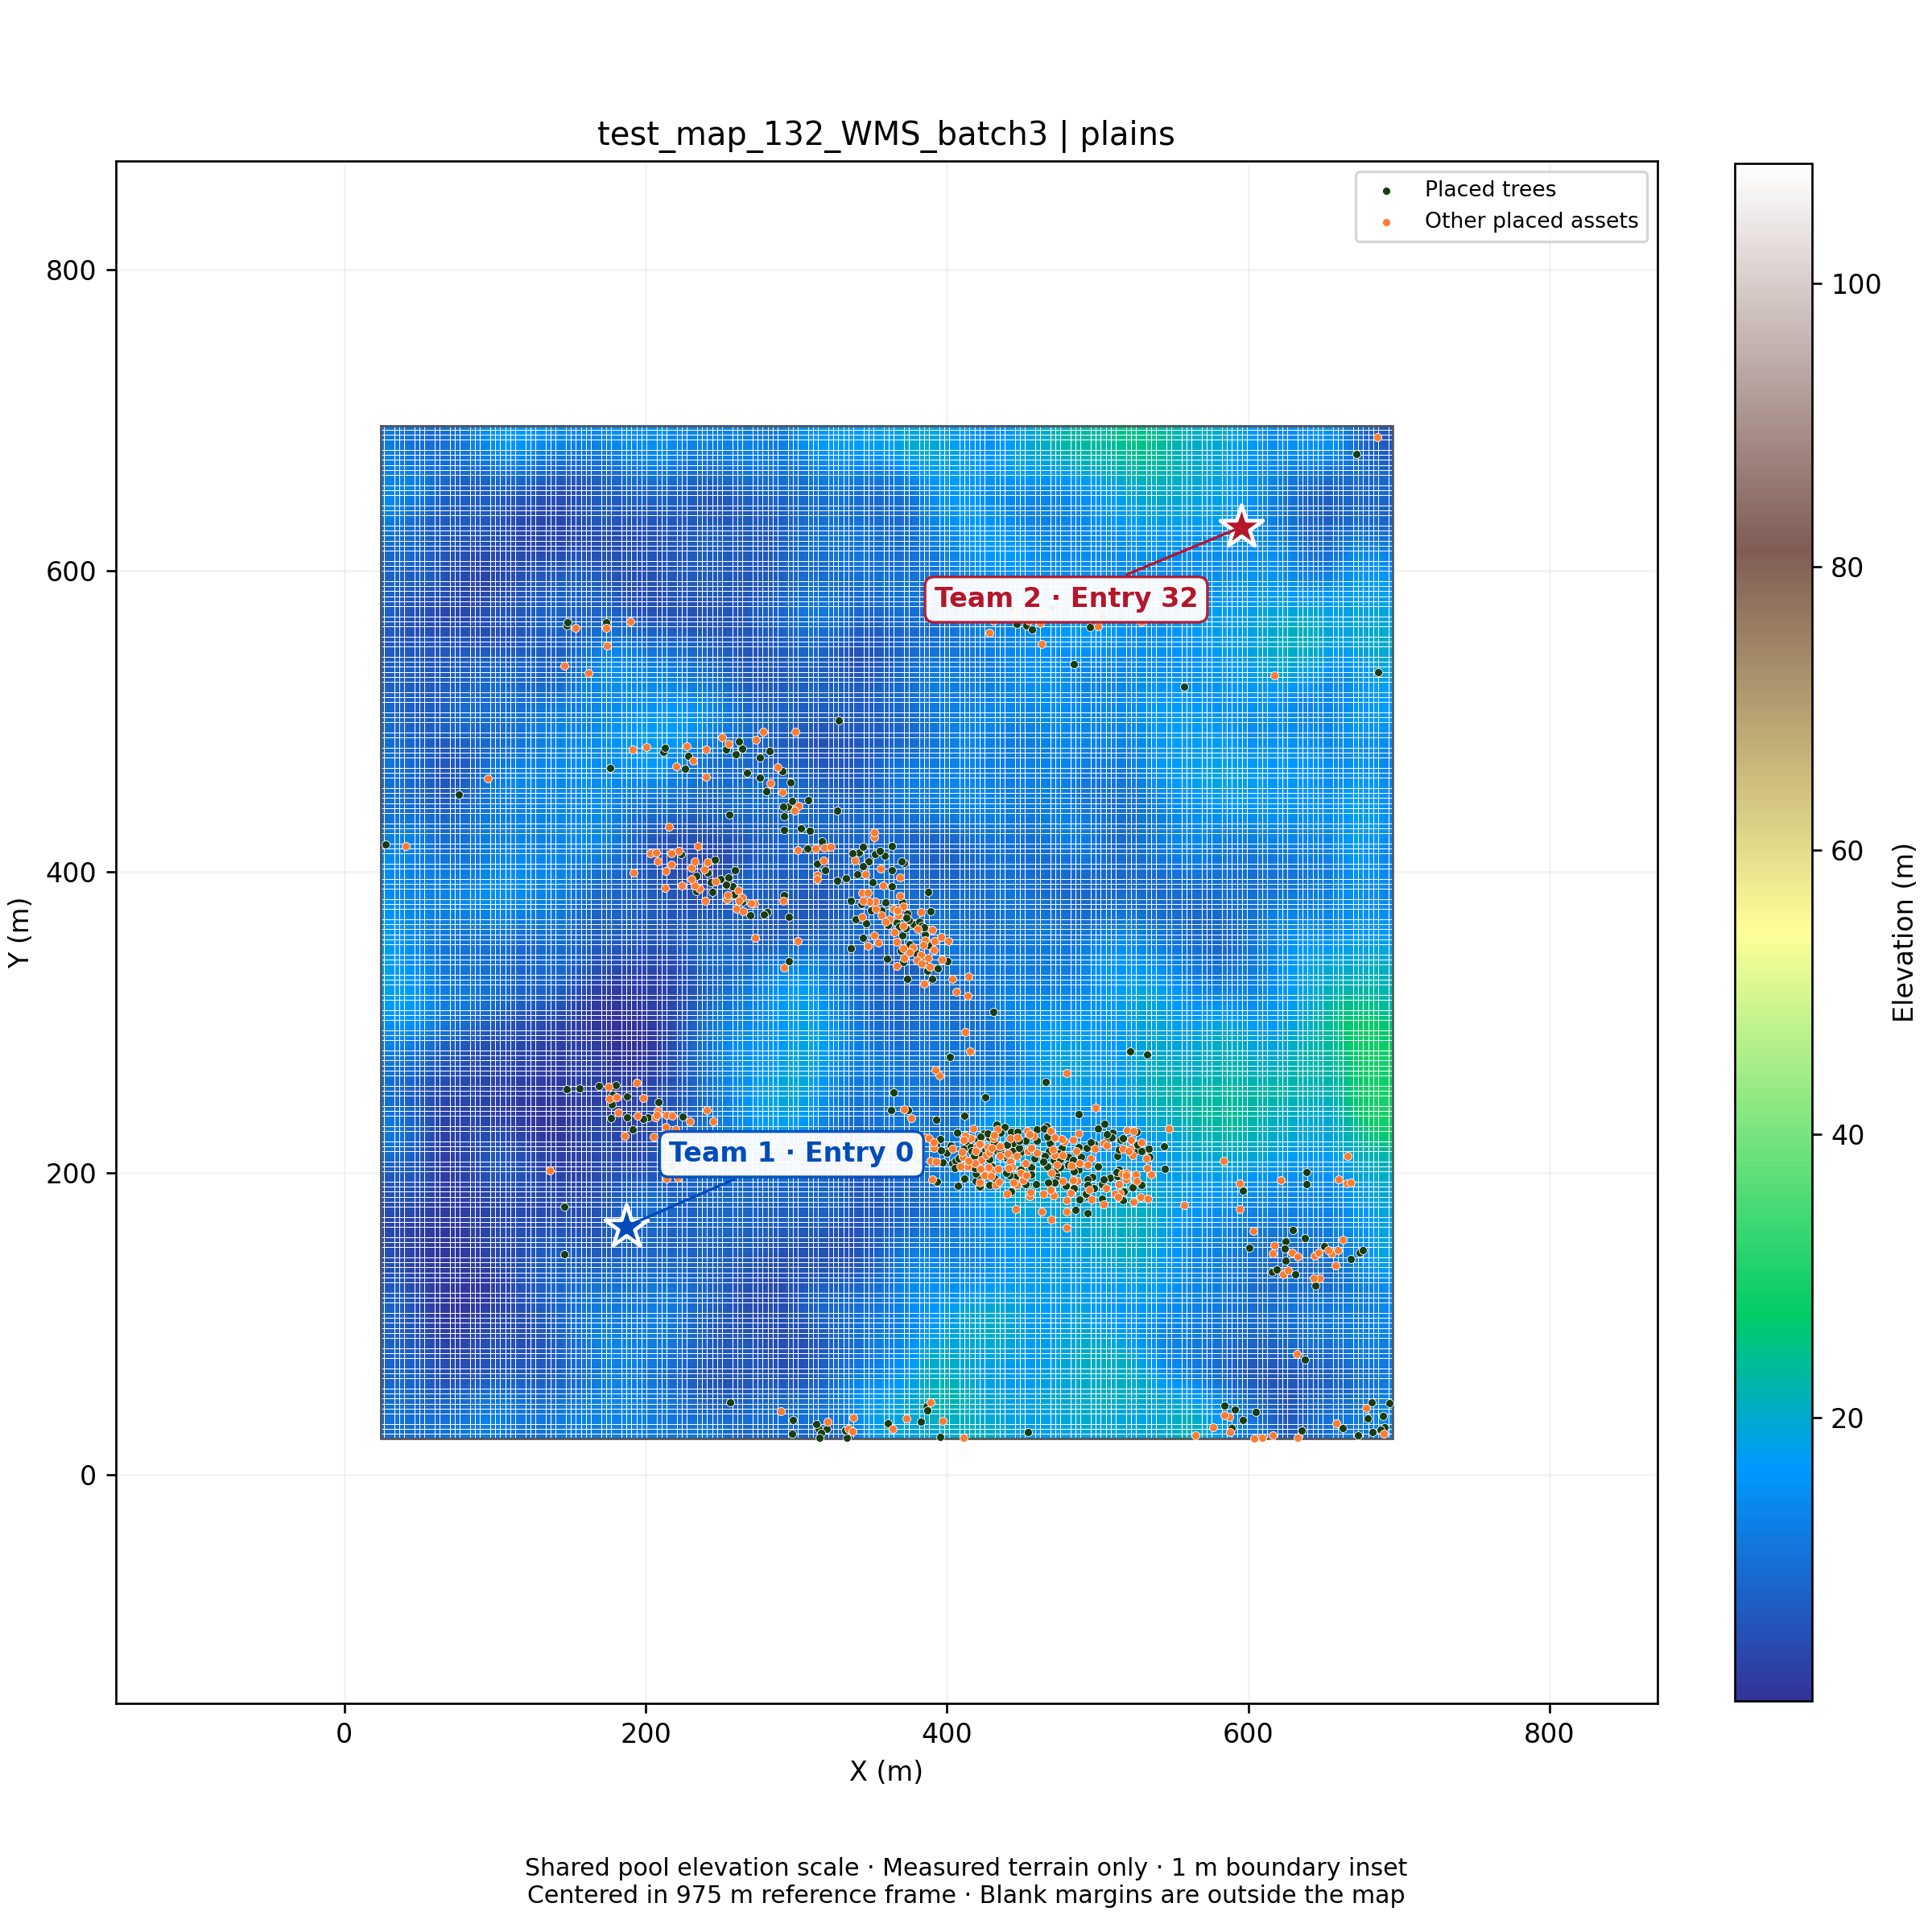 test_map_132_WMS_batch3 | plains
Placed trees
Other placed assets
Team 2 · Entry 32
Team 1 · Entry 0
800
600
400
200
0
Y (m)
0
200
400
600
800
X (m)
100
80
60
40
20
Elevation (m)
Shared pool elevation scale · Measured terrain only · 1 m boundary inset
Centered in 975 m reference frame · Blank margins are outside the map